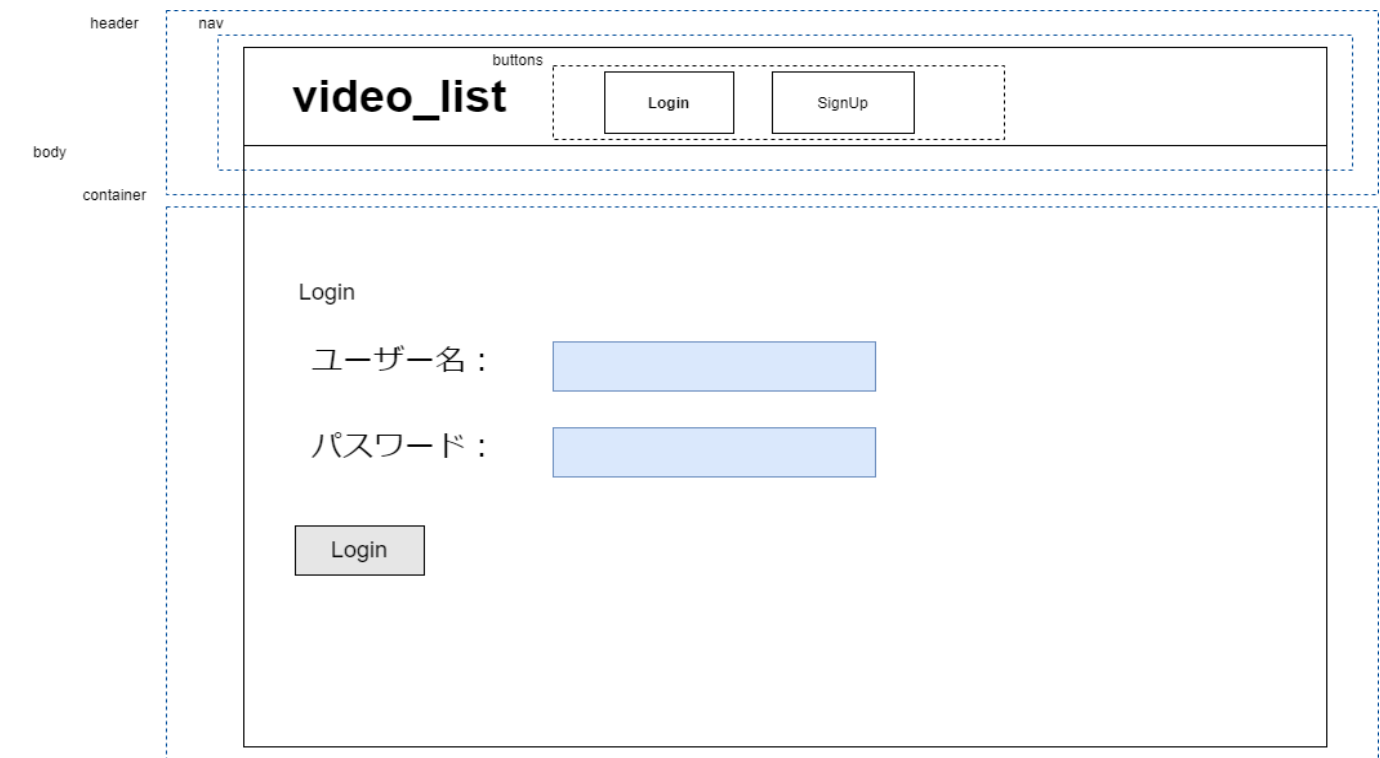 header
nav
buttons
video_list
Login
SignUp
body
container
Login
ユーザー名：
パスワード：
Login